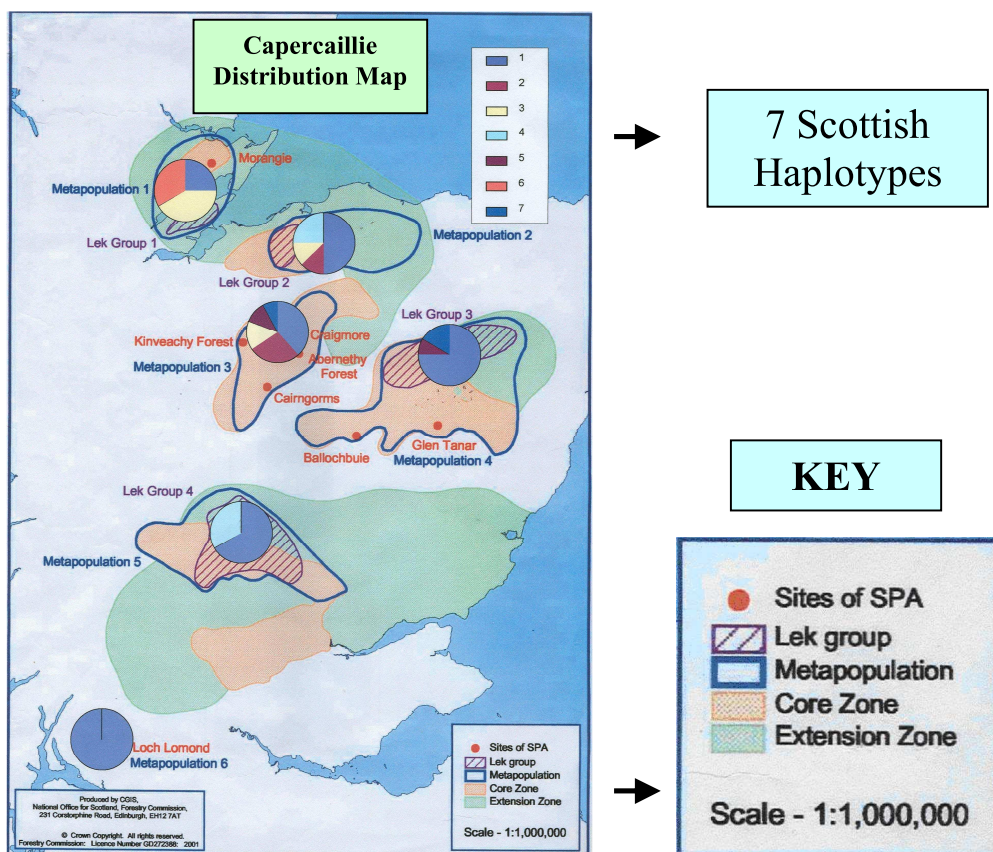 Capercaillie
Distribution Map
1
2
3
4
5
6
7
7 Scottish
Haplotypes
Morangie
Metapopulation 1
Lek Group 1
Metapopulation 2
Lek Group 2
Lek Group 3
Kinveachy Forest
Craigmore
Metapopulation 3
Abernethy
Forest
Cairngorms
Glen Tanar
Ballochbuie
Metapopulation 4
Lek Group 4
Metapopulation 5
Loch Lomond
Metapopulation 6
Produced by CGIS,
National Office for Scotland, Forestry Commission,
231 Corstorphine Road, Edinburgh, EH12 7AT
© Crown Copyright. All rights reserved.
Forestry Commission: Licence Number GD272388: 2001
Sites of SPA
Lek group
Metapopulation
Core Zone
Extension Zone
Scale - 1:1,000,000
KEY
Sites of SPA
Lek group
Metapopulation
Core Zone
Extension Zone
Scale - 1:1,000,000